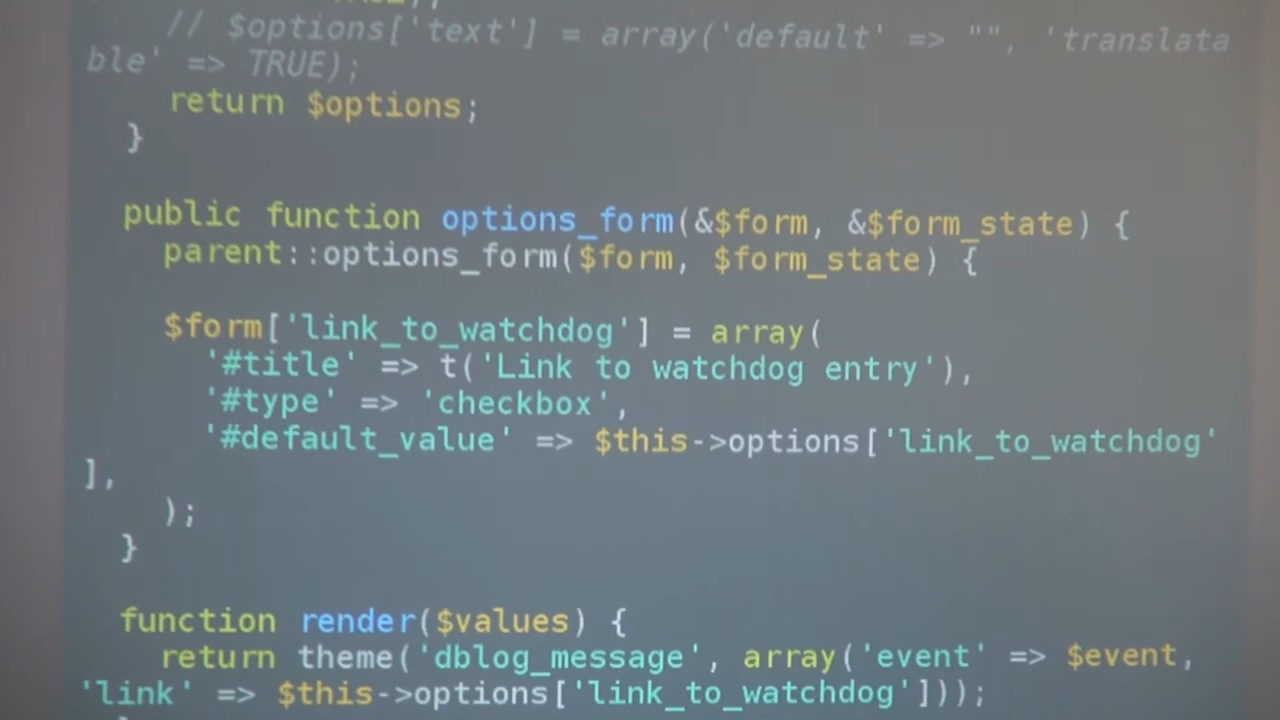 // $options['text'] = array('default' => "", 'translata
ble' => TRUE);
return $options;
}
public function options_form(&$form, &$form_state) {
parent::options_form($form, $form_state) {
$form['link_to_watchdog'] = array(
'#title' => t('Link to watchdog entry'),
'#type' => 'checkbox',
'#default_value' => $this->options['link_to_watchdog'
],
);
}
function render($values) {
return theme('dblog_message', array('event' => $event,
'link' => $this->options['link_to_watchdog']));